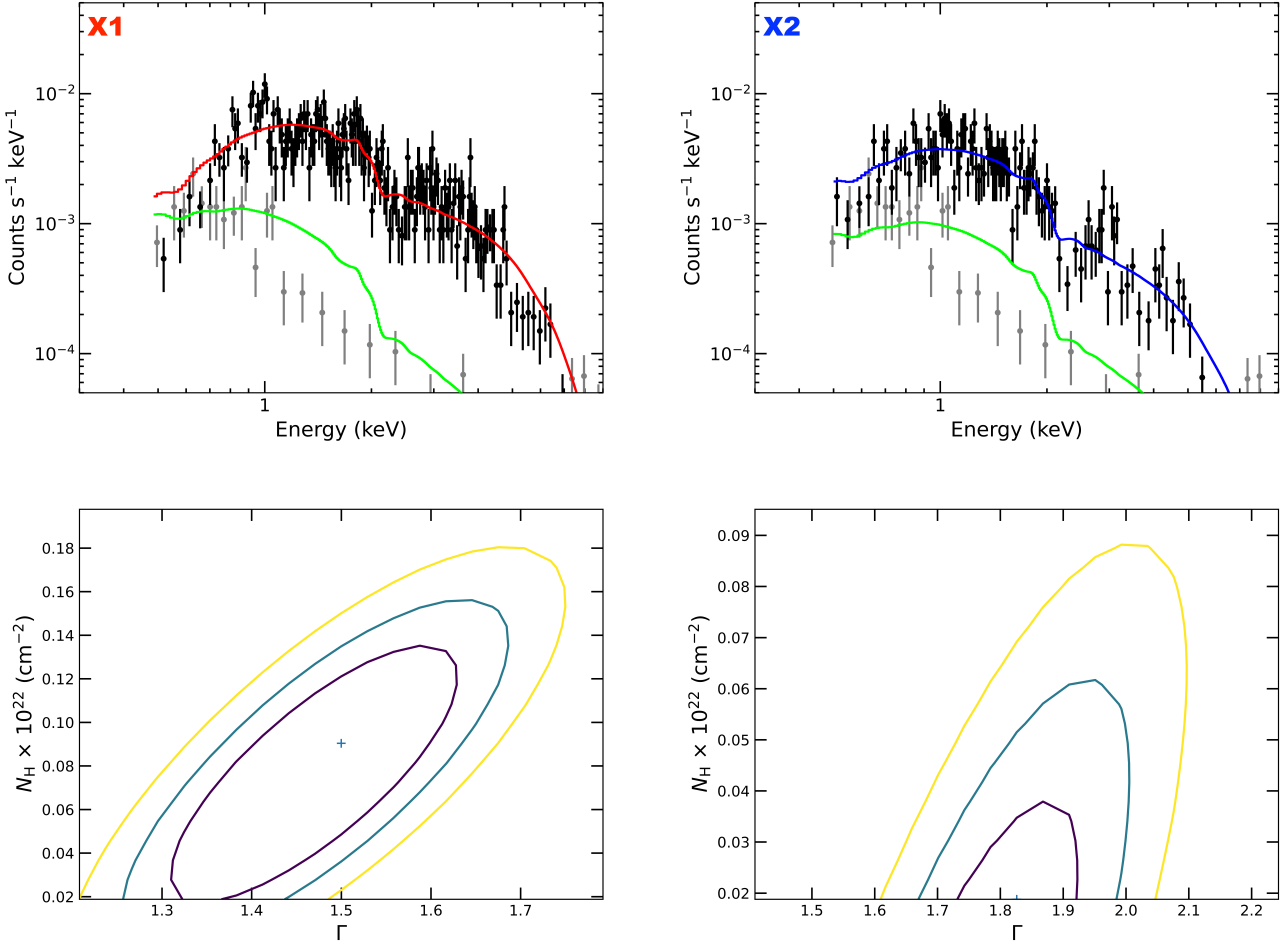 X1
Counts s⁻¹ keV⁻¹
10⁻²
10⁻³
10⁻⁴
1
Energy (keV)
X2
Counts s⁻¹ keV⁻¹
10⁻²
10⁻³
10⁻⁴
1
Energy (keV)
N_H × 10²² (cm⁻²)
0.18
0.16
0.14
0.12
0.10
0.08
0.06
0.04
0.02
1.3 1.4 1.5 1.6 1.7
Γ
N_H × 10²² (cm⁻²)
0.09
0.08
0.07
0.06
0.05
0.04
0.03
0.02
1.5 1.6 1.7 1.8 1.9 2.0 2.1 2.2
Γ